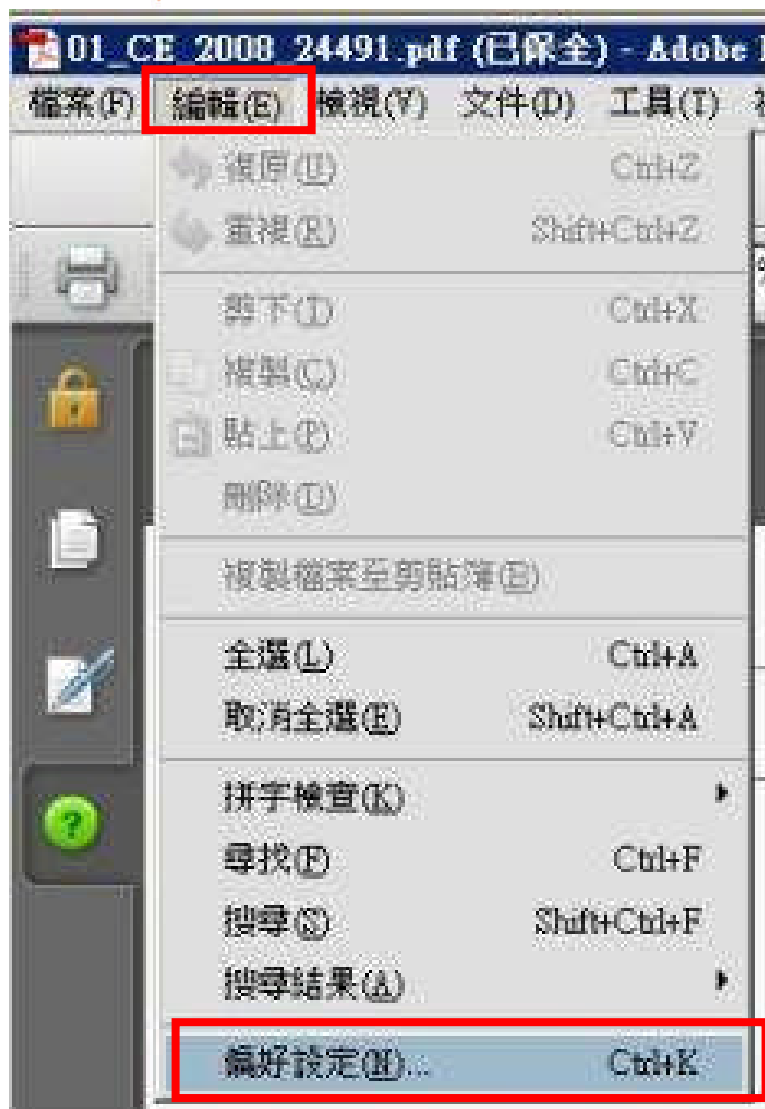 01_CE_2008_24491.pdf (已保全) - Adobe
檔案(F) 編輯(E) 檢視(V) 文件(D) 工具(T)
復原(U) Ctrl+Z
重複(R) Shift+Ctrl+Z
剪下(T) Ctrl+X
複製(C) Ctrl+C
貼上(P) Ctrl+V
刪除(D)
複製檔案至剪貼簿(B)
全選(L) Ctrl+A
取消全選(E) Shift+Ctrl+A
拼字檢查(K)
尋找(F) Ctrl+F
搜尋(S) Shift+Ctrl+F
搜尋結果(A)
偏好設定(N)... Ctrl+K